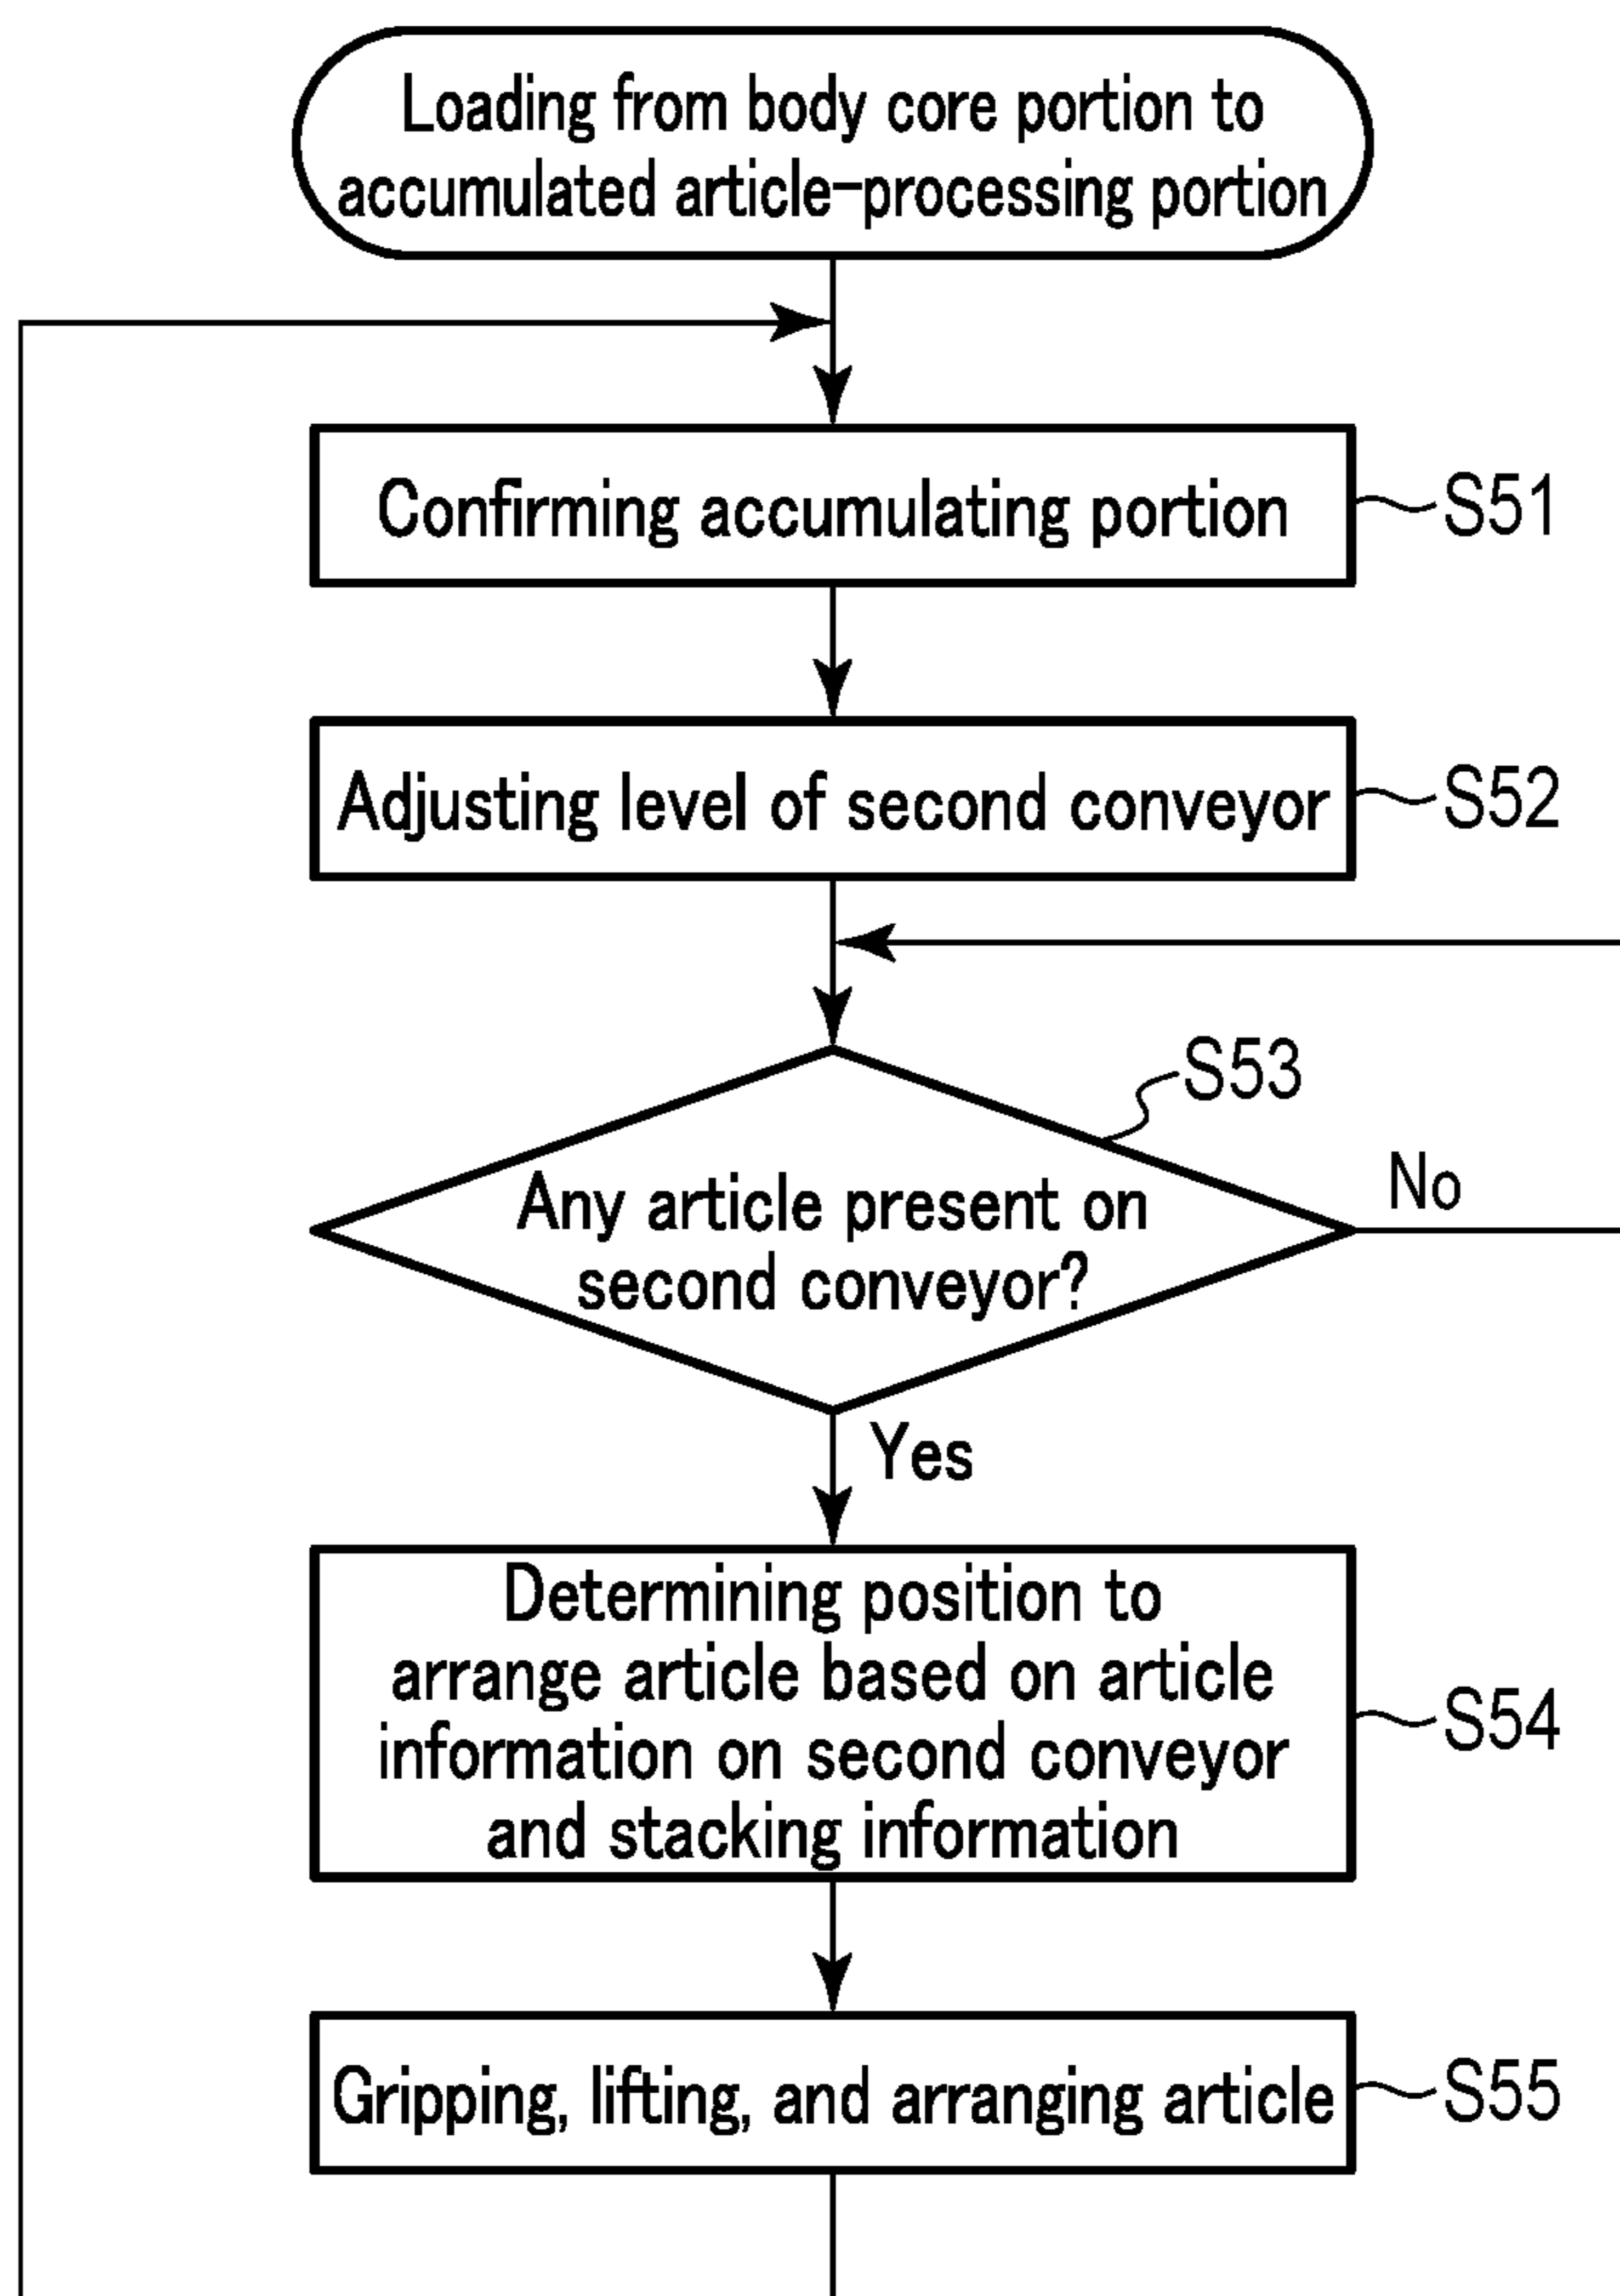 Loading from body core portion to
accumulated article-processing portion
Confirming accumulating portion
S51
Adjusting level of second conveyor
S52
S53
Any article present on
second conveyor?
No
Yes
Determining position to
arrange article based on article
information on second conveyor
and stacking information
S54
Gripping, lifting, and arranging article
S55